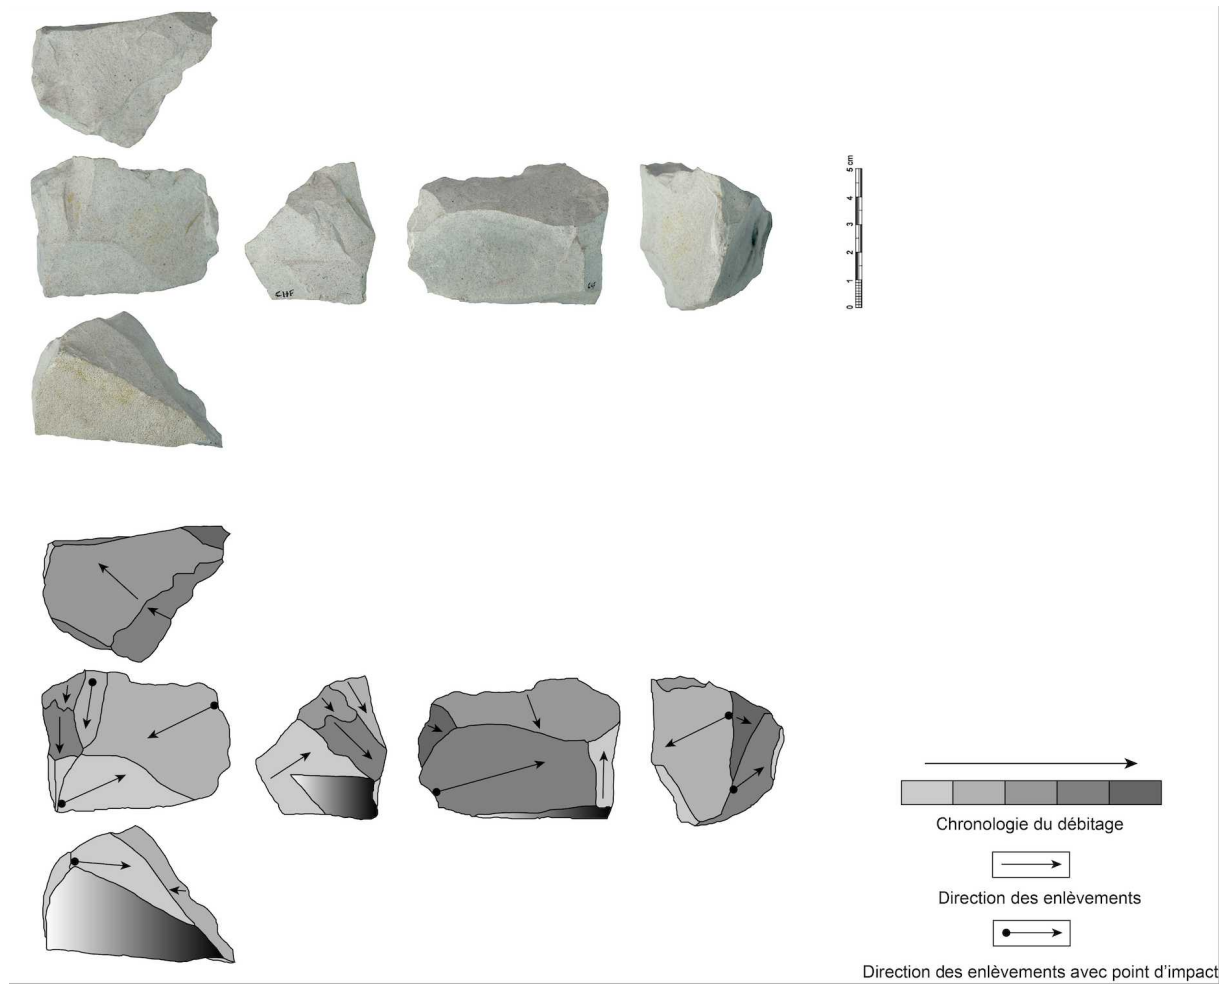 5 cm
4
3
2
1
0
CHF
Chronologie du débitage
Direction des enlèvements
Direction des enlèvements avec point d'impact